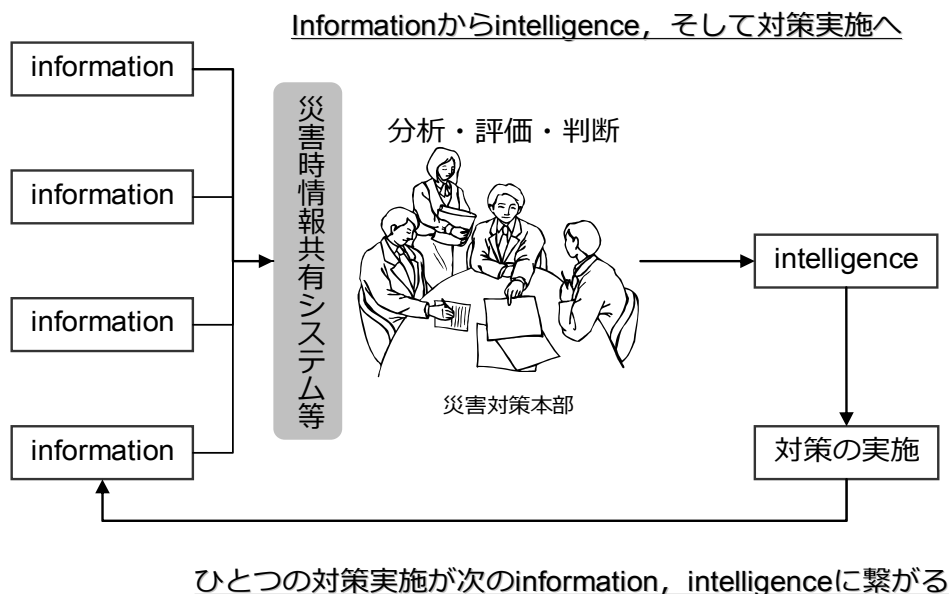 Informationからintelligence，そして対策実施へ
information
information
information
information
災害時情報共有システム等
分析・評価・判断
災害対策本部
intelligence
対策の実施
ひとつの対策実施が次のinformation，intelligenceに繋がる